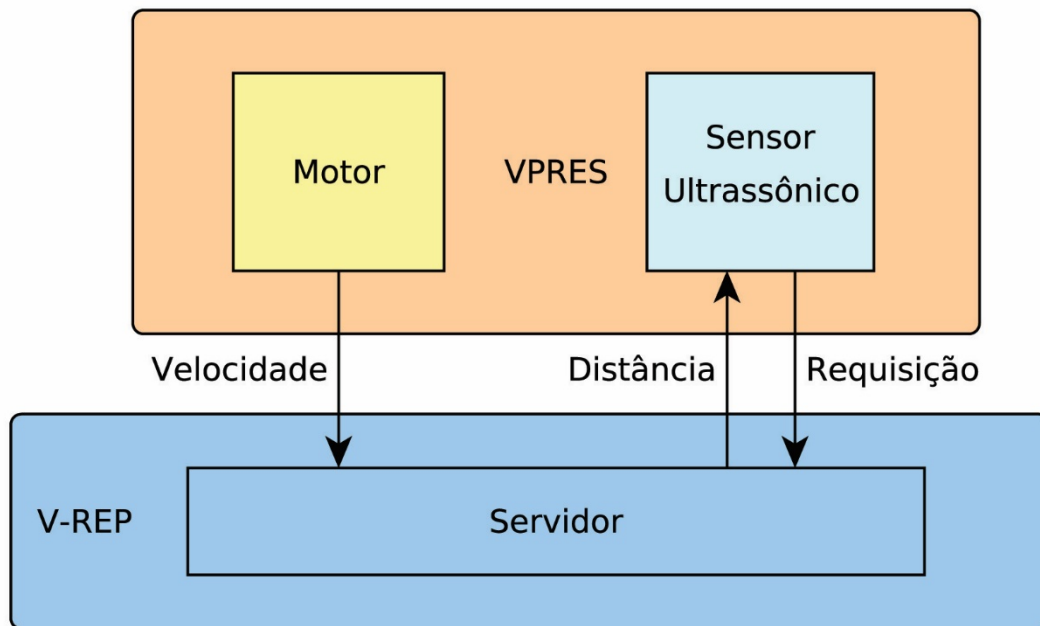 Motor
VPRES
Sensor
Ultrassônico
Velocidade
Distância
Requisição
V-REP
Servidor